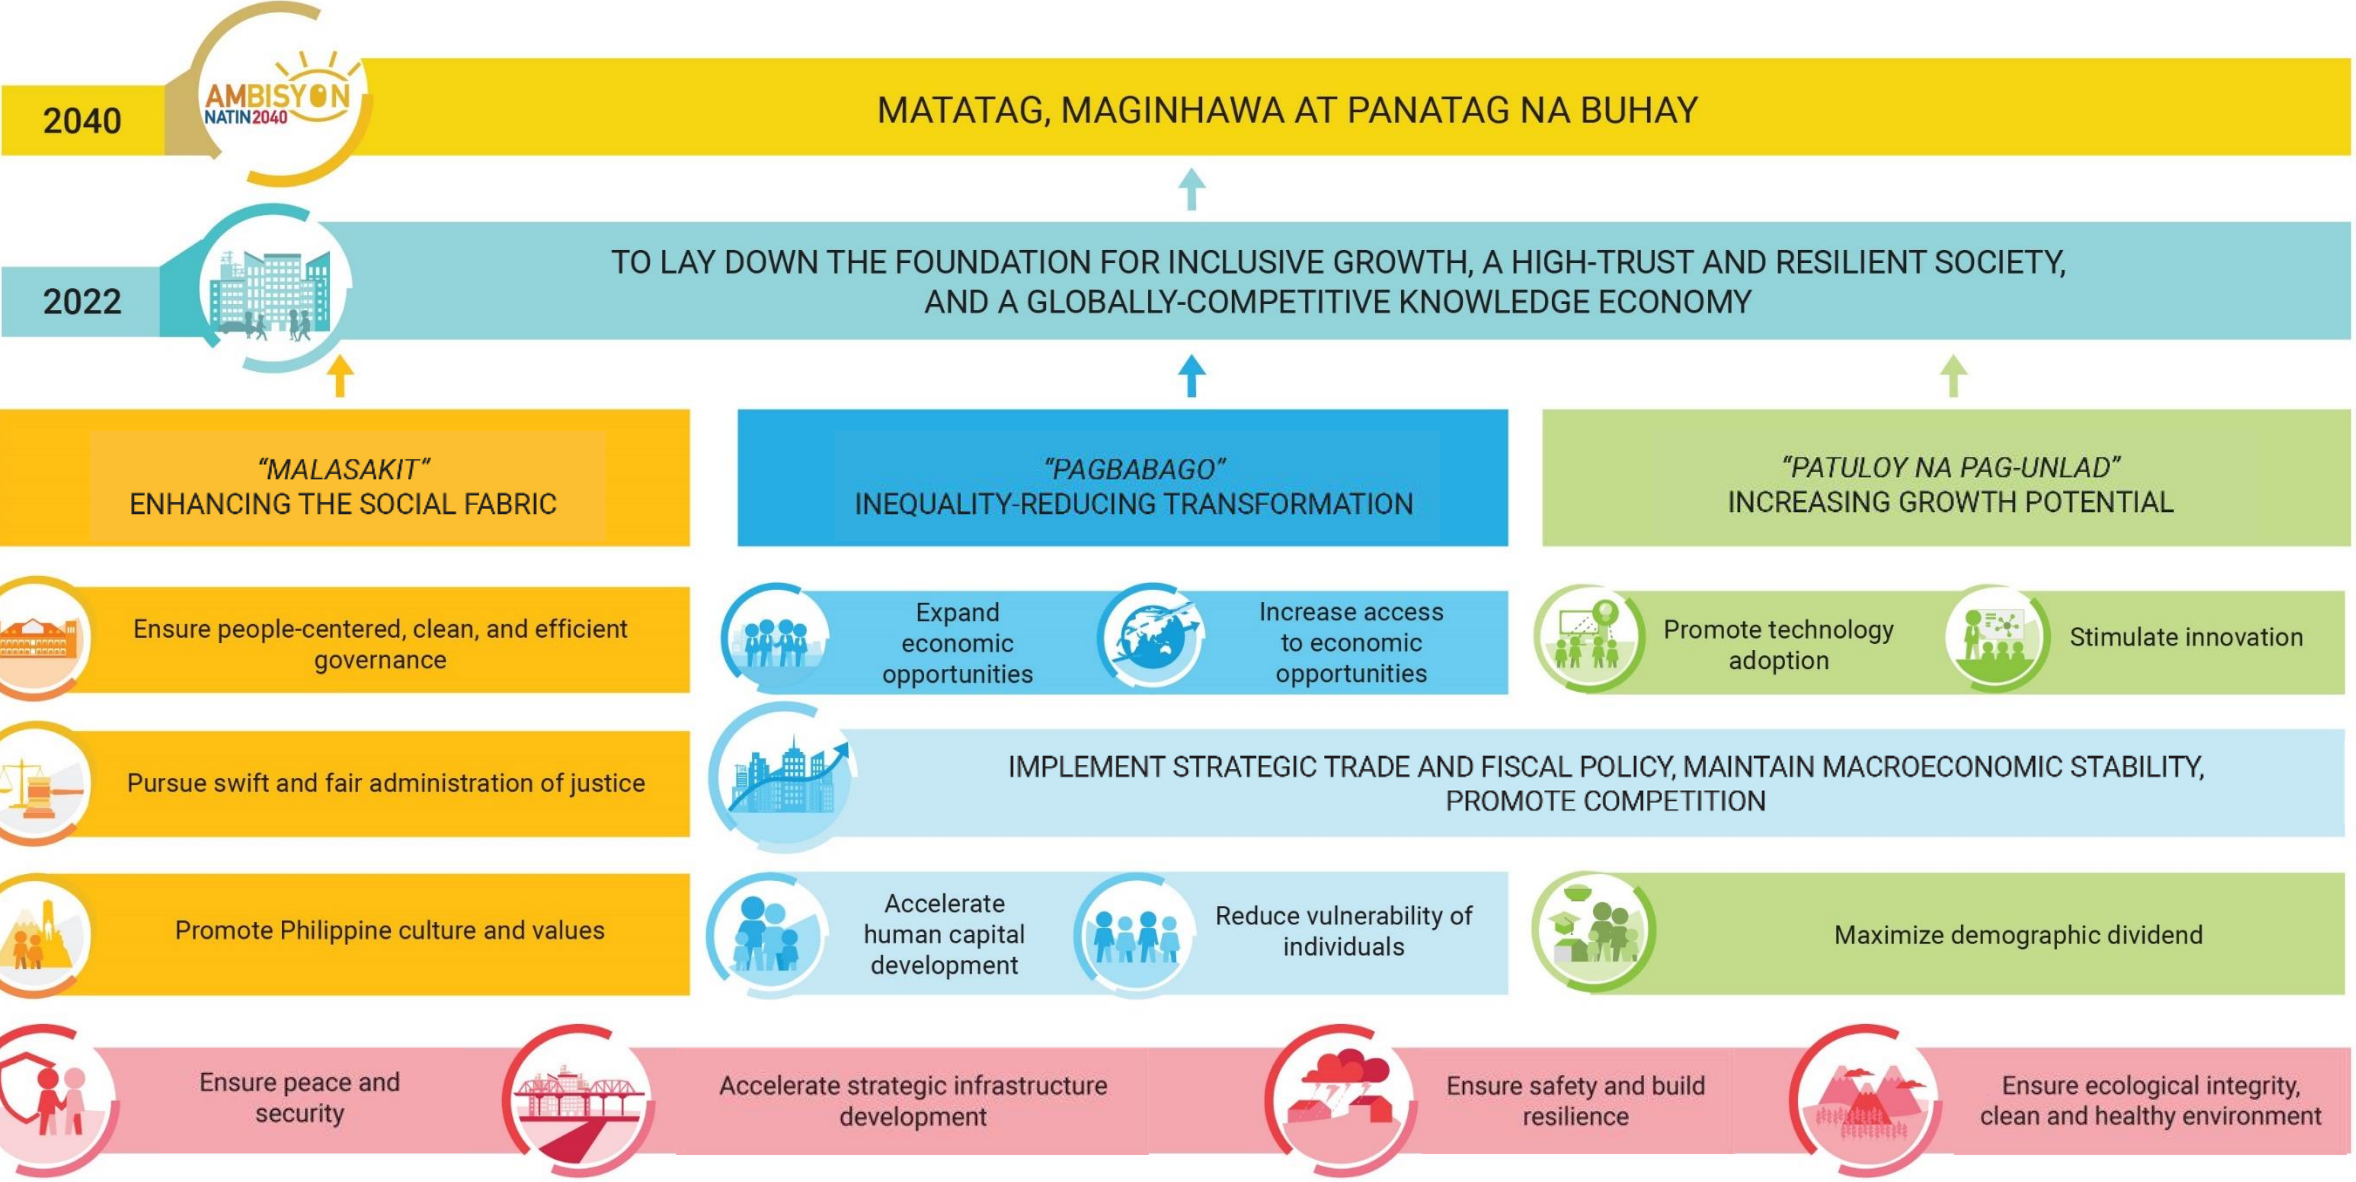 2040
AMBISYON
NATIN2040
MATATAG, MAGINHAWA AT PANATAG NA BUHAY
2022
TO LAY DOWN THE FOUNDATION FOR INCLUSIVE GROWTH, A HIGH-TRUST AND RESILIENT SOCIETY,
AND A GLOBALLY-COMPETITIVE KNOWLEDGE ECONOMY
“MALASAKIT”
ENHANCING THE SOCIAL FABRIC
“PAGBABAGO”
INEQUALITY-REDUCING TRANSFORMATION
“PATULOY NA PAG-UNLAD”
INCREASING GROWTH POTENTIAL
Ensure people-centered, clean, and efficient
governance
Expand
economic
opportunities
Increase access
to economic
opportunities
Promote technology
adoption
Stimulate innovation
Pursue swift and fair administration of justice
IMPLEMENT STRATEGIC TRADE AND FISCAL POLICY, MAINTAIN MACROECONOMIC STABILITY,
PROMOTE COMPETITION
Promote Philippine culture and values
Accelerate
human capital
development
Reduce vulnerability of
individuals
Maximize demographic dividend
Ensure peace and
security
Accelerate strategic infrastructure
development
Ensure safety and build
resilience
Ensure ecological integrity,
clean and healthy environment